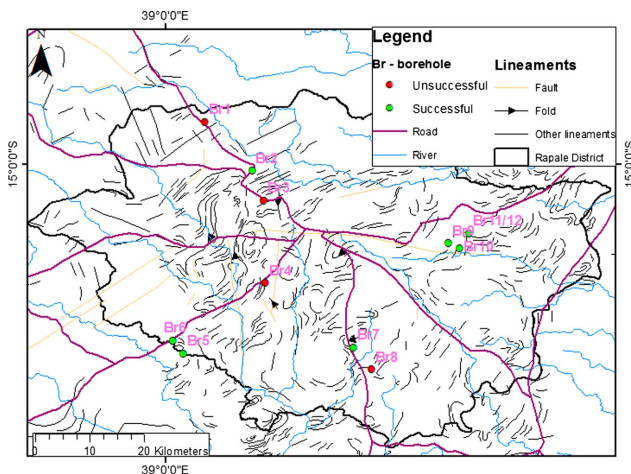 39°0'0"E
N
Legend
Br - borehole
Unsuccessful
Successful
Road
River
Lineaments
Fault
Fold
Other lineaments
Rapale District
15°0'0"S
15°0'0"S
Br1
Br2
Br3
Br11/12
Br9
Br10
Br4
Br6
Br5
Br7
Br8
0 10 20 Kilometers
39°0'0"E